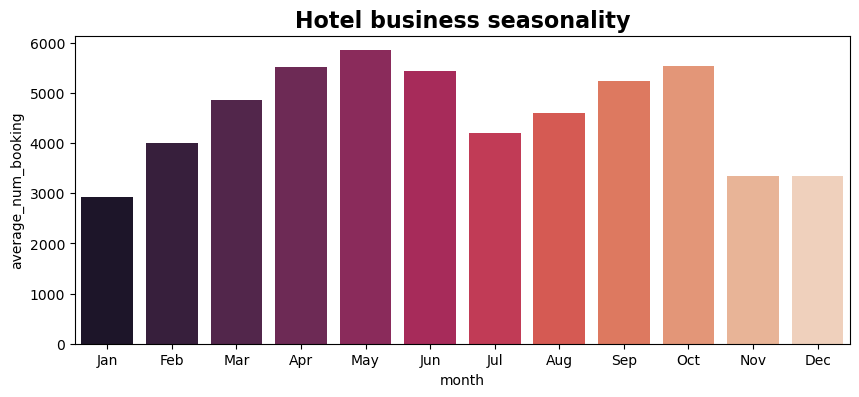 Hotel business seasonality
average_num_booking
6000
5000
4000
3000
2000
1000
0
Jan Feb Mar Apr May Jun Jul Aug Sep Oct Nov Dec
month